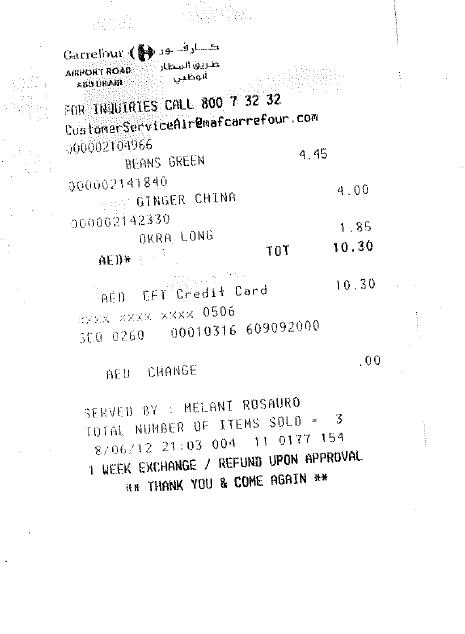 Carrefour كارفور
AIRPORT ROAD طريق المطار
ABU DHABI ابوظبي
FOR INQUIRIES CALL 800 7 32 32
CustomerServiceAir@mafcarrefour.com
000002104966
BEANS GREEN 4.45
000002141840
GINGER CHINA 4.00
000002142330
OKRA LONG 1.85
AED* TOT 10.30
AED EFT Credit Card 10.30
XXXX XXXX XXXX 0506
0260 00010316 609092000
AED CHANGE .00
SERVED BY : MELANI ROSAURO
TOTAL NUMBER OF ITEMS SOLD = 3
8/06/12 21:03 004 11 0177 154
1 WEEK EXCHANGE / REFUND UPON APPROVAL
** THANK YOU & COME AGAIN **